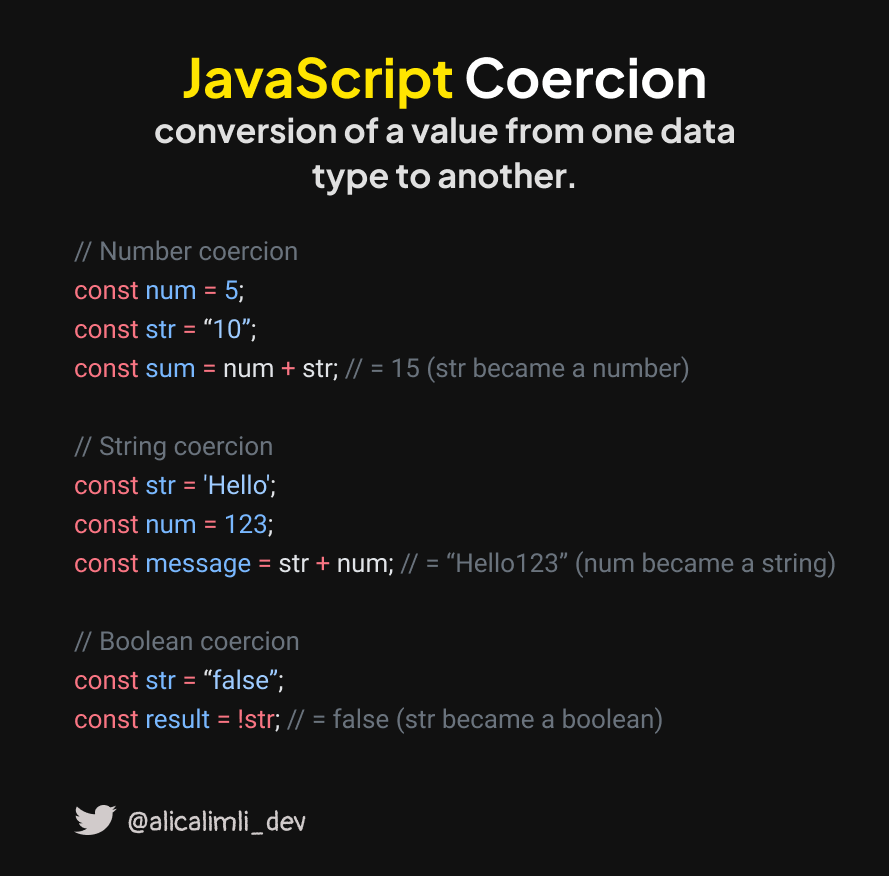 JavaScript Coercion
conversion of a value from one data
type to another.
// Number coercion
const num = 5;
const str = “10”;
const sum = num + str; // = 15 (str became a number)
// String coercion
const str = 'Hello';
const num = 123;
const message = str + num; // = “Hello123” (num became a string)
// Boolean coercion
const str = “false”;
const result = !str; // = false (str became a boolean)
@alicalimli_dev